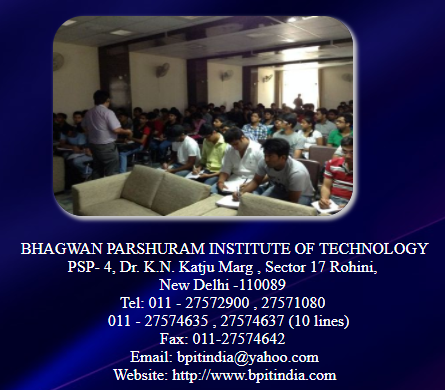 BHAGWAN PARSHURAM INSTITUTE OF TECHNOLOGY
PSP- 4, Dr. K.N. Katju Marg , Sector 17 Rohini,
New Delhi -110089
Tel: 011 - 27572900 , 27571080
011 - 27574635 , 27574637 (10 lines)
Fax: 011-27574642
Email: bpitindia@yahoo.com
Website: http://www.bpitindia.com